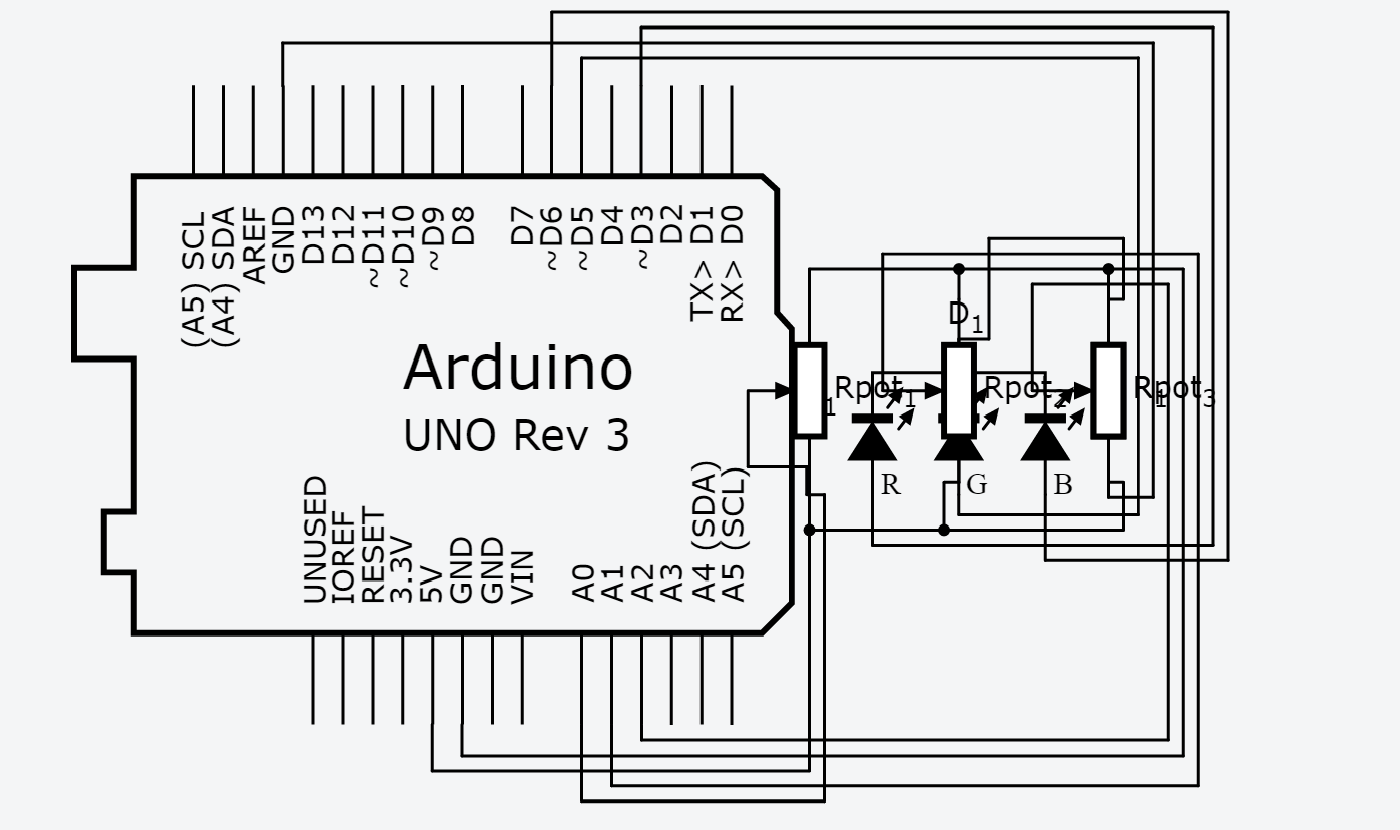 (A5) SCL
(A4) SDA
AREF
GND
D13
D12
~D11
~D10
~D9
D8
D7
~D6
~D5
D4
~D3
D2
TX> D1
RX> D0
Arduino
UNO Rev 3
UNUSED
IOREF
RESET
3.3V
5V
GND
GND
VIN
A0
A1
A2
A3
A4 (SDA)
A5 (SCL)
D1
1
Rpot1
Rpot2
1
Rpot3
R
G
B